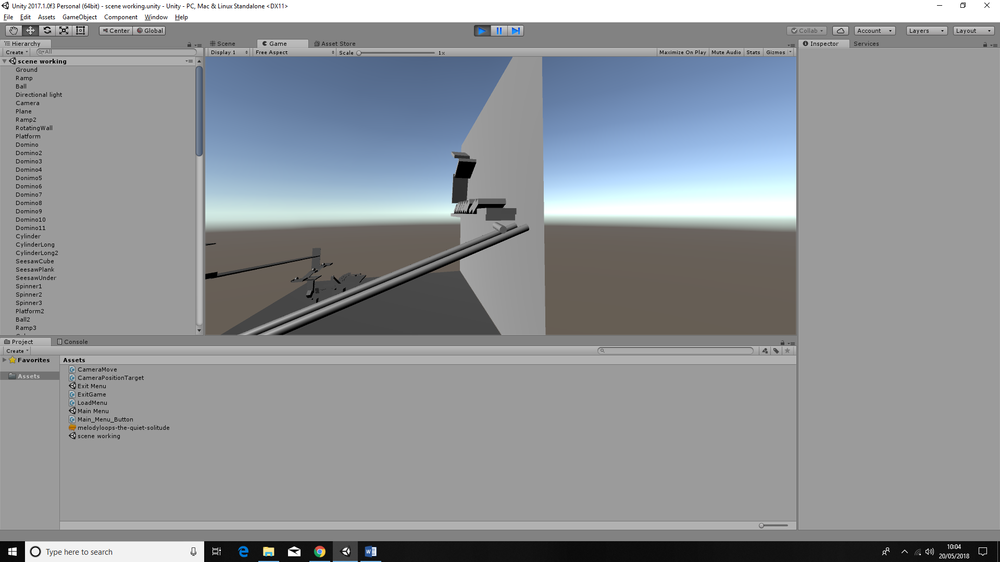 Unity 2017.1.0f3 Personal (64bit) - scene working.unity - Unity - PC, Mac & Linux Standalone <DX11>
File Edit Assets GameObject Component Window Help
Center Global Collab Account Layers Layout
Hierarchy Scene Game Asset Store Inspector Services
Create All Display 1 Free Aspect Scale 1x Maximize On Play Mute Audio Stats Gizmos
scene working
Ground
Ramp
Ball
Directional light
Camera
Plane
Ramp2
RotatingWall
Platform
Domino
Domino2
Domino3
Domino4
Donimo5
Domino6
Domino7
Domino8
Domino9
Domino10
Domino11
Cylinder
CylinderLong
CylinderLong2
SeesawCube
SeesawPlank
SeesawUnder
Spinner1
Spinner2
Spinner3
Platform2
Ball2
Ramp3
Project Console
Create
Favorites Assets
Assets
CameraMove
CameraPositionTarget
Exit Menu
ExitGame
LoadMenu
Main Menu
Main_Menu_Button
melodyloops-the-quiet-solitude
scene working
Type here to search
10:04
20/05/2018